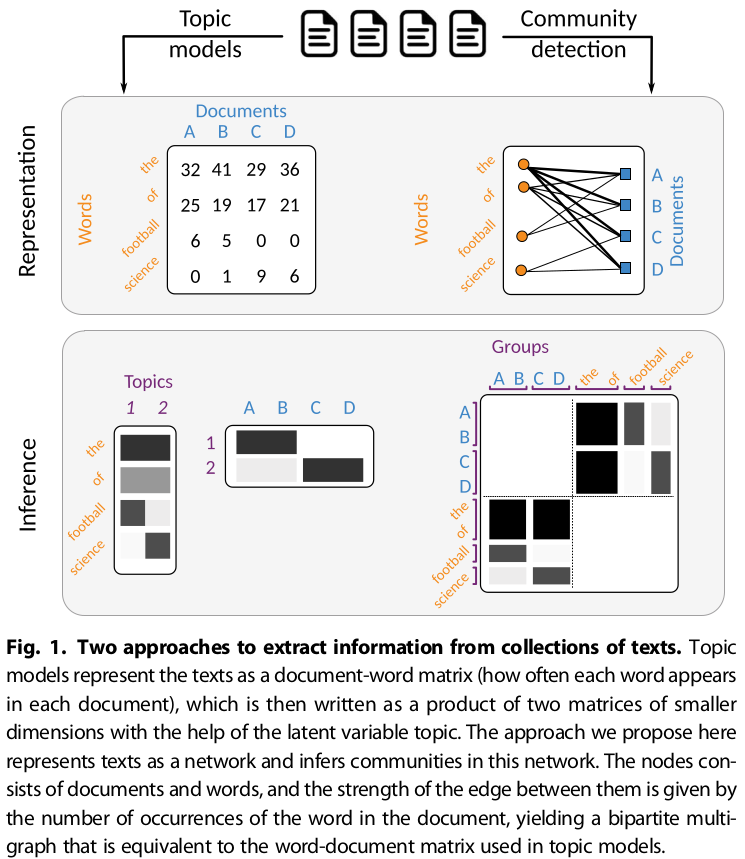 Topic models
Community detection
Representation
Documents
A B C D
Words
the 32 41 29 36
of 25 19 17 21
football 6 5 0 0
science 0 1 9 6
Words
the
of
football
science
A
B
C
D
Documents
Inference
Topics
1 2
the
of
football
science
A B C D
1
2
Groups
A B C D the of football science
A
B
C
D
the
of
football
science
Fig. 1. Two approaches to extract information from collections of texts. Topic
models represent the texts as a document-word matrix (how often each word appears
in each document), which is then written as a product of two matrices of smaller
dimensions with the help of the latent variable topic. The approach we propose here
represents texts as a network and infers communities in this network. The nodes con-
sists of documents and words, and the strength of the edge between them is given by
the number of occurrences of the word in the document, yielding a bipartite multi-
graph that is equivalent to the word-document matrix used in topic models.